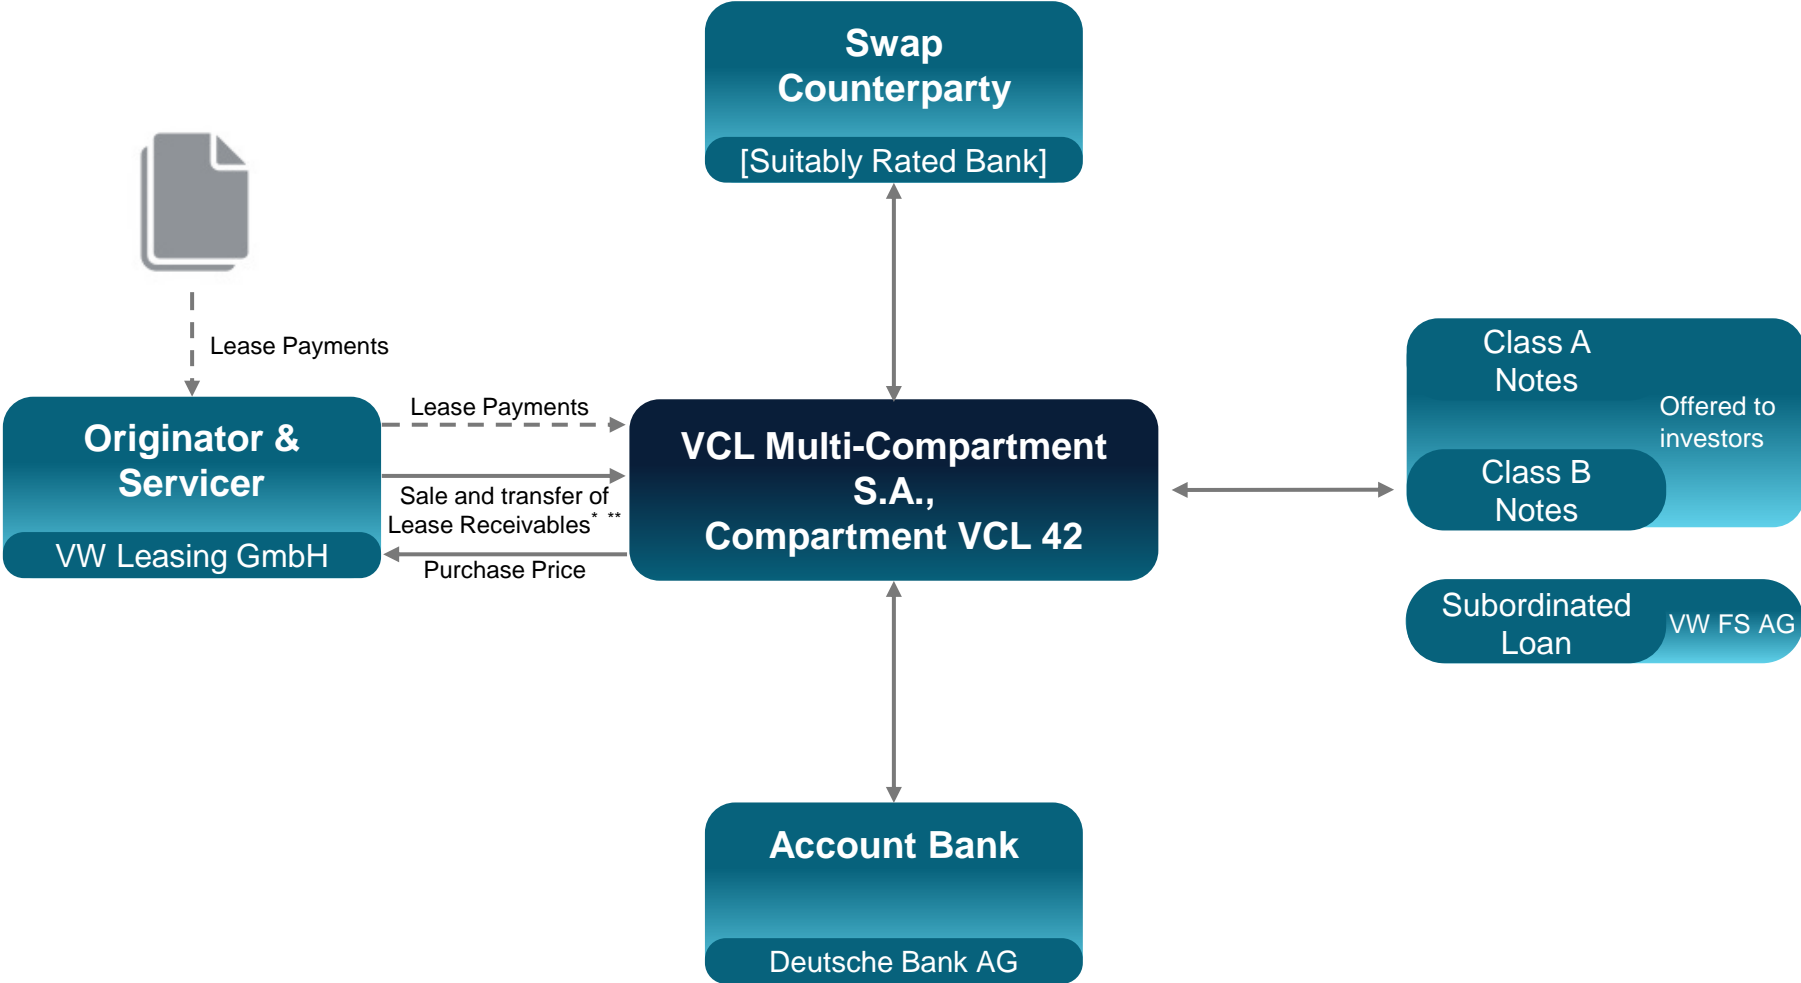 Swap
Counterparty
[Suitably Rated Bank]
Lease Payments
Originator &
Servicer
VW Leasing GmbH
Lease Payments
Sale and transfer of
Lease Receivables* **
Purchase Price
VCL Multi-Compartment
S.A.,
Compartment VCL 42
Class A
Notes
Offered to
investors
Class B
Notes
Subordinated
Loan
VW FS AG
Account Bank
Deutsche Bank AG